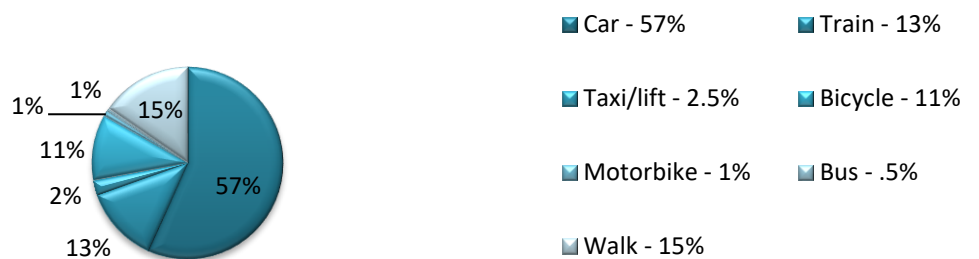 Car - 57%
Train - 13%
1%
1%
15%
Taxi/lift - 2.5%
Bicycle - 11%
11%
57%
Motorbike - 1%
Bus - .5%
2%
13%
Walk - 15%